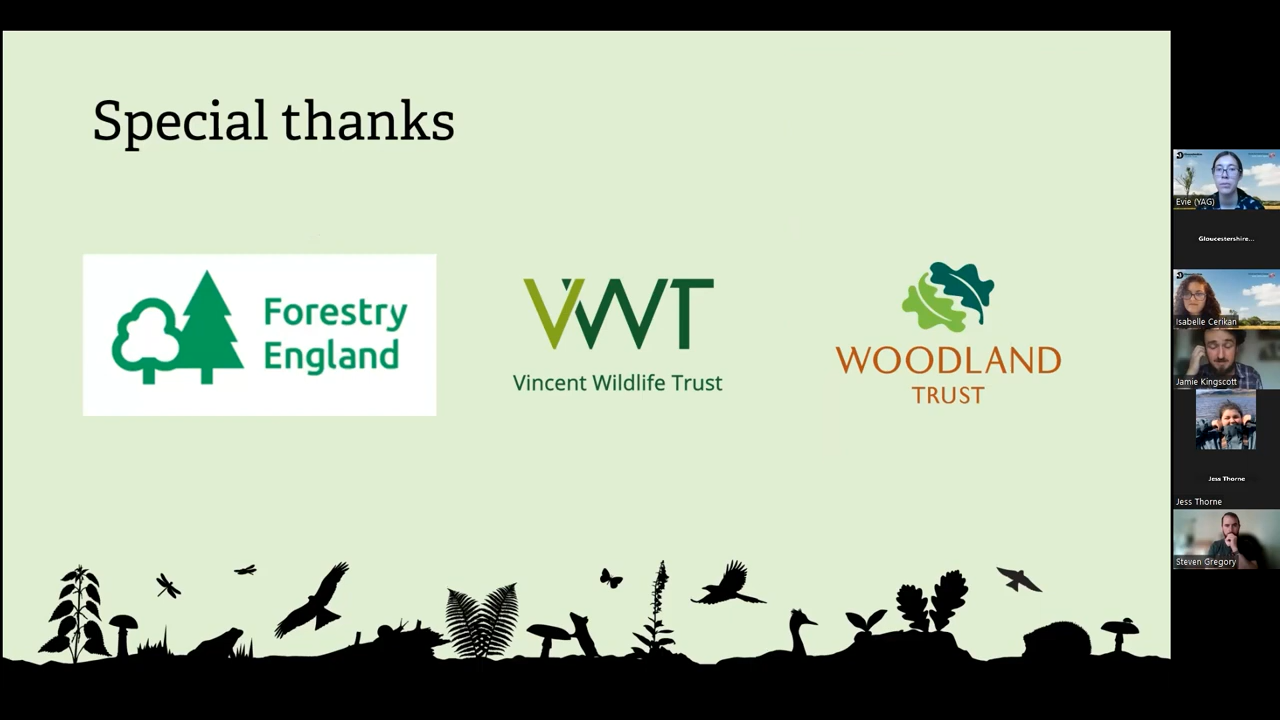 Special thanks
Forestry
England
VWT
Vincent Wildlife Trust
WOODLAND
TRUST
Evie (YAG)
Gloucestershire...
Isabelle Cerikan
Jamie Kingscott
Jess Thorne
Jess Thorne
Steven Gregory